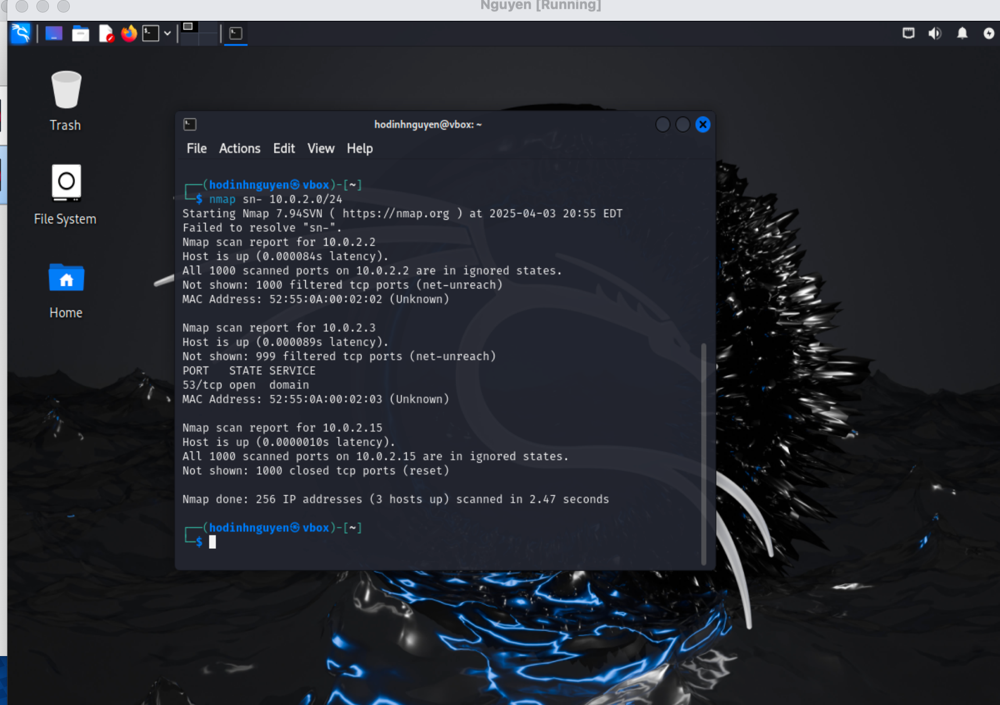 Nguyen [Running]
Trash
File System
Home
hodinhnguyen@vbox: ~
File Actions Edit View Help
┌──(hodinhnguyen㉿vbox)-[~]
└─$ nmap sn- 10.0.2.0/24
Starting Nmap 7.94SVN ( https://nmap.org ) at 2025-04-03 20:55 EDT
Failed to resolve "sn-".
Nmap scan report for 10.0.2.2
Host is up (0.000084s latency).
All 1000 scanned ports on 10.0.2.2 are in ignored states.
Not shown: 1000 filtered tcp ports (net-unreach)
MAC Address: 52:55:0A:00:02:02 (Unknown)
Nmap scan report for 10.0.2.3
Host is up (0.000089s latency).
Not shown: 999 filtered tcp ports (net-unreach)
PORT   STATE SERVICE
53/tcp open  domain
MAC Address: 52:55:0A:00:02:03 (Unknown)
Nmap scan report for 10.0.2.15
Host is up (0.0000010s latency).
All 1000 scanned ports on 10.0.2.15 are in ignored states.
Not shown: 1000 closed tcp ports (reset)
Nmap done: 256 IP addresses (3 hosts up) scanned in 2.47 seconds
┌──(hodinhnguyen㉿vbox)-[~]
└─$